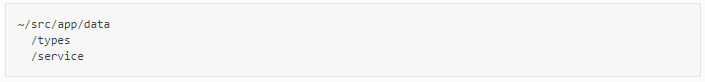 ~/src/app/data
  /types
  /service